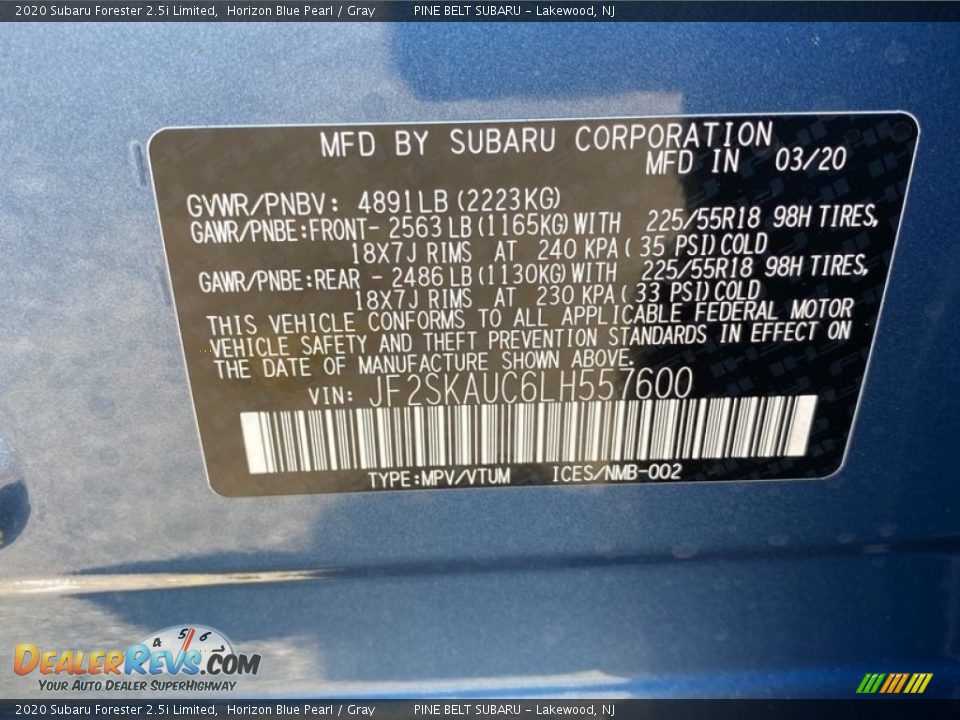 2020 Subaru Forester 2.5i Limited, Horizon Blue Pearl / Gray PINE BELT SUBARU - Lakewood, NJ
MFD BY SUBARU CORPORATION
MFD IN 03/20
GVWR/PNBV: 4891LB (2223KG)
GAWR/PNBE:FRONT- 2563 LB (1165KG) WITH 225/55R18 98H TIRES,
18X7J RIMS AT 240 KPA ( 35 PSI) COLD
GAWR/PNBE:REAR - 2486 LB (1130KG) WITH 225/55R18 98H TIRES,
18X7J RIMS AT 230 KPA ( 33 PSI) COLD
THIS VEHICLE CONFORMS TO ALL APPLICABLE FEDERAL MOTOR
VEHICLE SAFETY AND THEFT PREVENTION STANDARDS IN EFFECT ON
THE DATE OF MANUFACTURE SHOWN ABOVE.
VIN: JF2SKAUC6LH557600
TYPE:MPV/VTUM ICES/NMB-002
4 5 6 7
DEALERREVS.COM
YOUR AUTO DEALER SUPERHIGHWAY
2020 Subaru Forester 2.5i Limited, Horizon Blue Pearl / Gray PINE BELT SUBARU - Lakewood, NJ